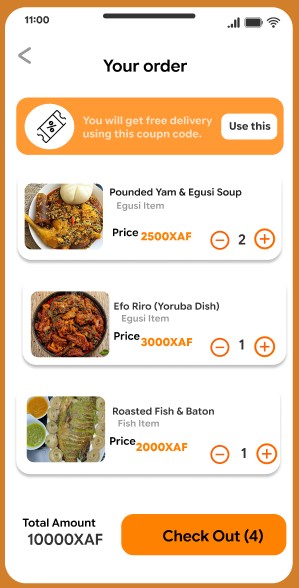 11:00
Your order
You will get free delivery
using this coupn code.
Use this
Pounded Yam & Egusi Soup
Egusi Item
Price 2500XAF
2
Efo Riro (Yoruba Dish)
Egusi Item
Price 3000XAF
1
Roasted Fish & Baton
Fish Item
Price 2000XAF
1
Total Amount
10000XAF
Check Out (4)